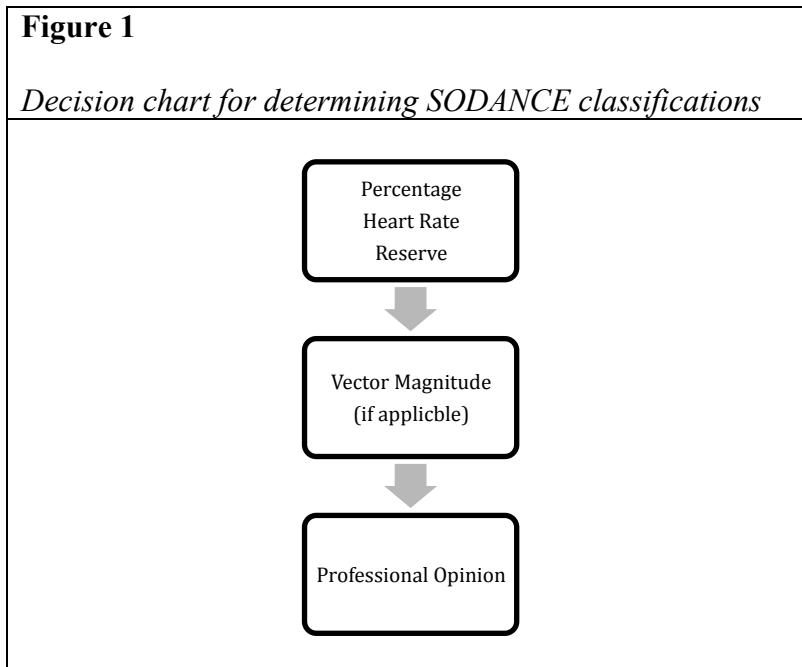 Figure 1
Decision chart for determining SODANCE classifications
Percentage
Heart Rate
Reserve
Vector Magnitude
(if applicble)
Professional Opinion